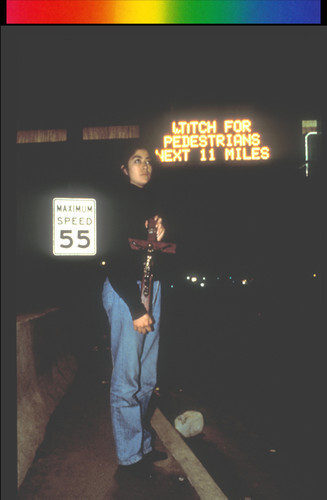 WATCH FOR
PEDESTRIANS
NEXT 11 MILES
MAXIMUM
SPEED
55